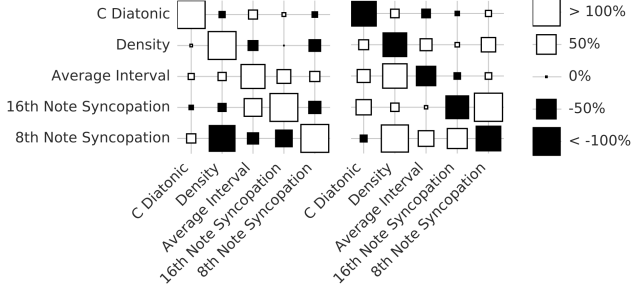 C Diatonic
Density
Average Interval
16th Note Syncopation
8th Note Syncopation
C Diatonic
Density
Average Interval
16th Note Syncopation
8th Note Syncopation
C Diatonic
Density
Average Interval
16th Note Syncopation
8th Note Syncopation
> 100%
50%
0%
-50%
< -100%